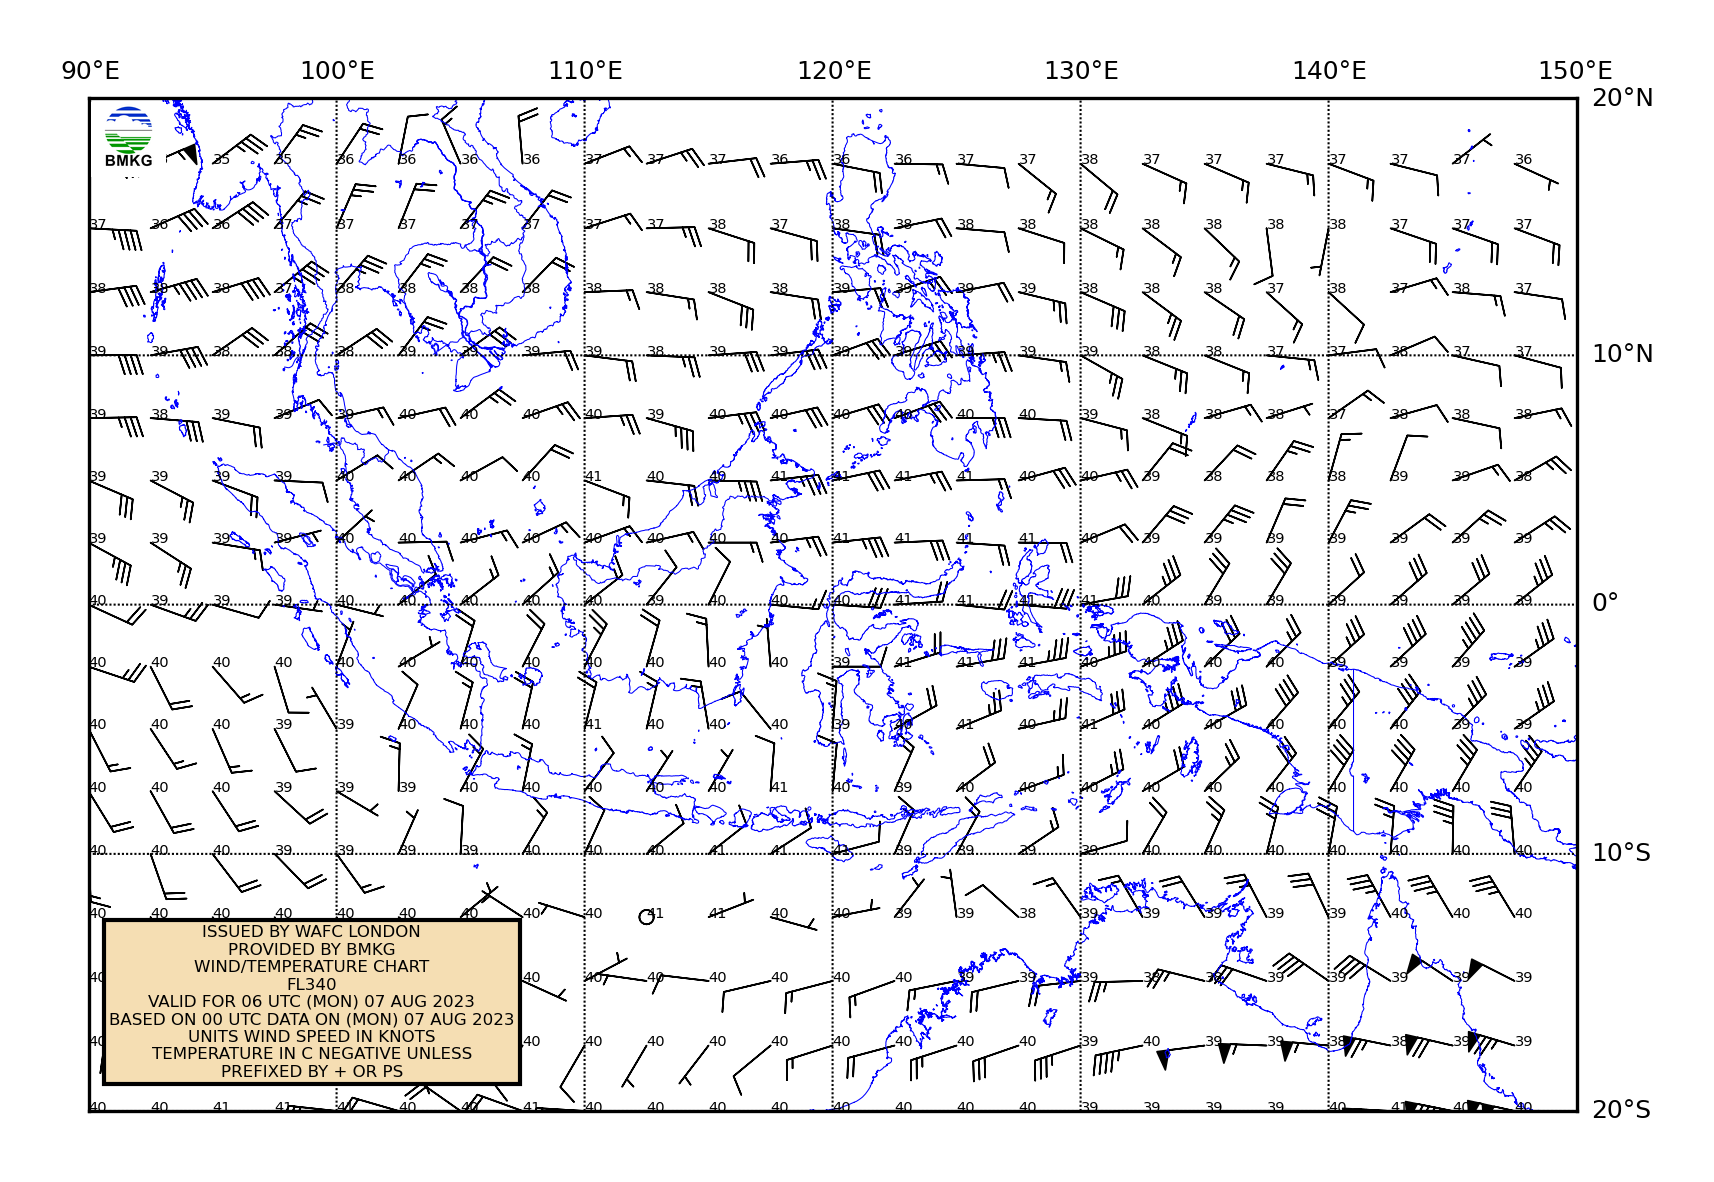 90°E 100°E 110°E 120°E 130°E 140°E 150°E
20°N
BMKG
35 35 36 36 36 36 37 37 37 36 36 36 37 37 38 37 37 37 37 37 37 36
37 36 36 37 37 37 37 37 37 37 38 37 38 38 38 38 38 38 38 38 38 37 37 37
38 38 38 37 38 38 38 38 38 38 38 38 39 39 39 39 38 38 38 37 38 37 38 37
39 39 38 38 38 39 39 39 39 38 39 39 39 39 39 39 39 38 38 37 37 38 37 37 10°N
39 38 39 39 39 40 40 40 40 39 40 40 40 40 40 40 39 38 38 38 37 38 38 38
39 39 39 39 40 40 40 40 41 40 40 40 41 41 41 40 40 39 38 38 38 39 39 38
39 39 39 39 40 40 40 40 40 40 40 40 41 41 41 41 40 39 39 39 39 39 39 39
40 39 39 39 40 40 40 40 40 39 40 40 40 41 41 41 41 40 39 39 39 39 39 39 0°
40 40 40 40 40 40 40 40 40 40 40 40 39 41 41 41 40 40 40 40 39 39 39 39
40 40 40 39 39 40 40 40 41 40 40 40 39 40 41 40 41 40 40 40 40 40 39 39
40 40 40 39 39 39 40 40 40 40 40 41 40 39 40 40 40 40 40 40 39 40 40 40
40 40 40 39 39 39 39 40 40 40 41 41 41 39 39 39 39 40 40 40 40 40 40 40 10°S
40 40 40 40 40 40 40 40 40 41 41 40 40 39 39 38 39 39 39 39 39 39 40 40
40 40 40 40 40 40 40 40 39 39 39 38 38 39 39 39 39 39
40 40 40 40 40 40 40 40 40 40 39 39 39 39 38 38 39 39
40 40 41 41 41 40 40 41 40 40 40 40 40 40 40 40 39 39 39 39 40 41 40 40 20°S
ISSUED BY WAFC LONDON
PROVIDED BY BMKG
WIND/TEMPERATURE CHART
FL340
VALID FOR 06 UTC (MON) 07 AUG 2023
BASED ON 00 UTC DATA ON (MON) 07 AUG 2023
UNITS WIND SPEED IN KNOTS
TEMPERATURE IN C NEGATIVE UNLESS
PREFIXED BY + OR PS